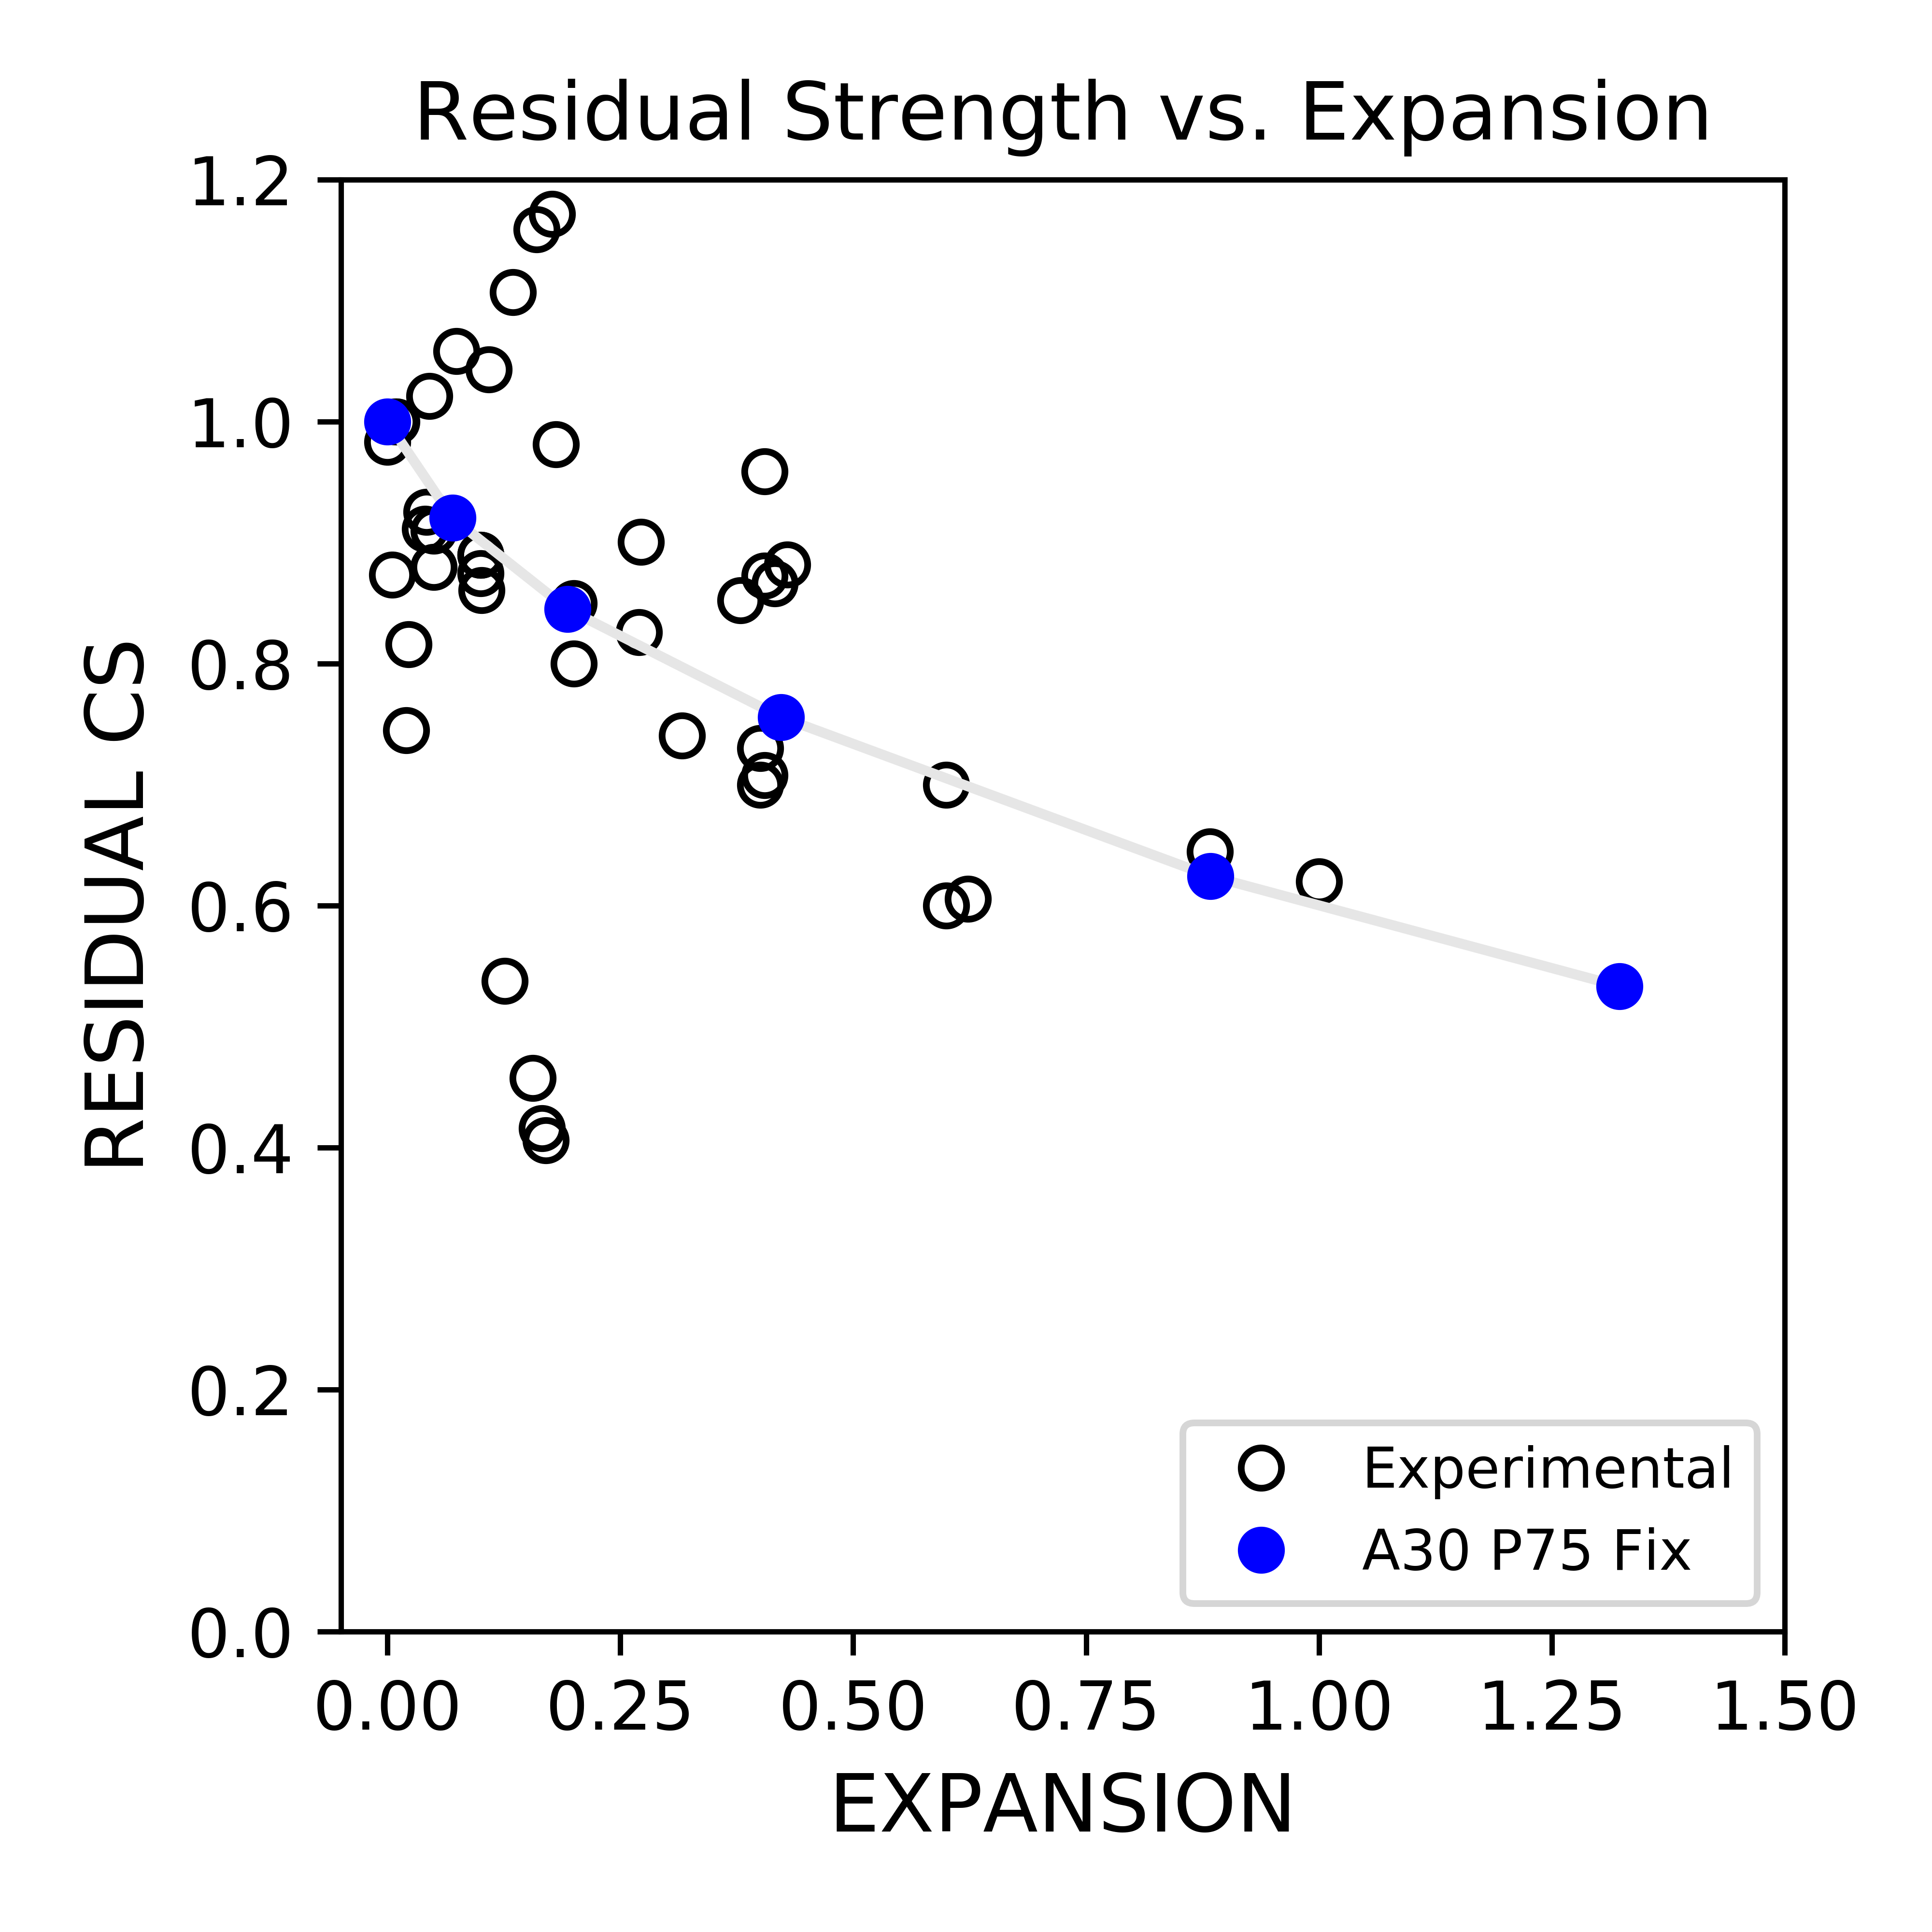 Residual Strength vs. Expansion
1.2
1.0
0.8
0.6
0.4
0.2
0.0
RESIDUAL CS
Experimental
A30 P75 Fix
0.00 0.25 0.50 0.75 1.00 1.25 1.50
EXPANSION